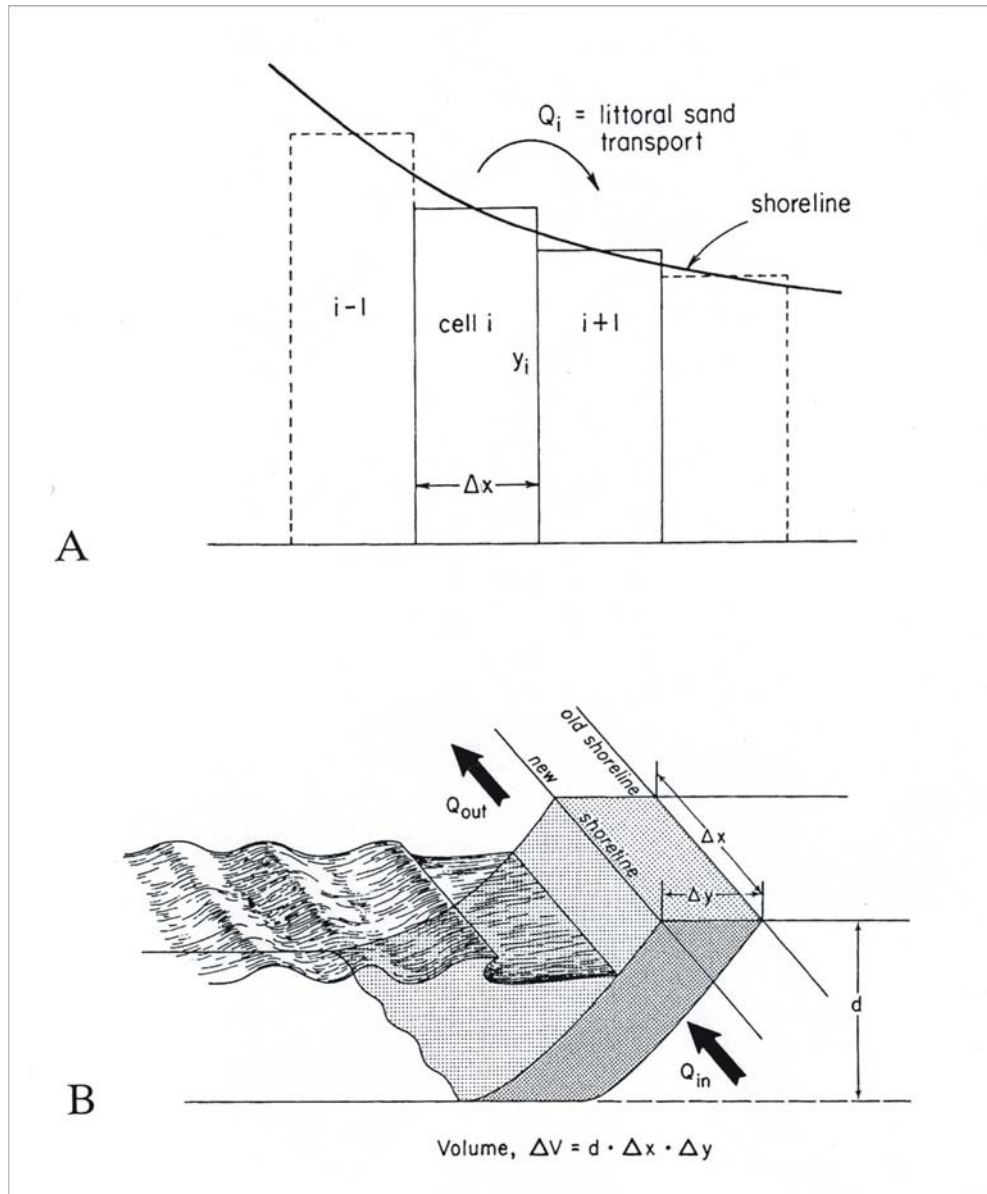 Qi = littoral sand
transport
shoreline
i-1
cell i
i+1
yi
Δx
A
old shoreline
new
shoreline
Qout
Δx
Δy
d
Qin
B
Volume, ΔV = d · Δx · Δy